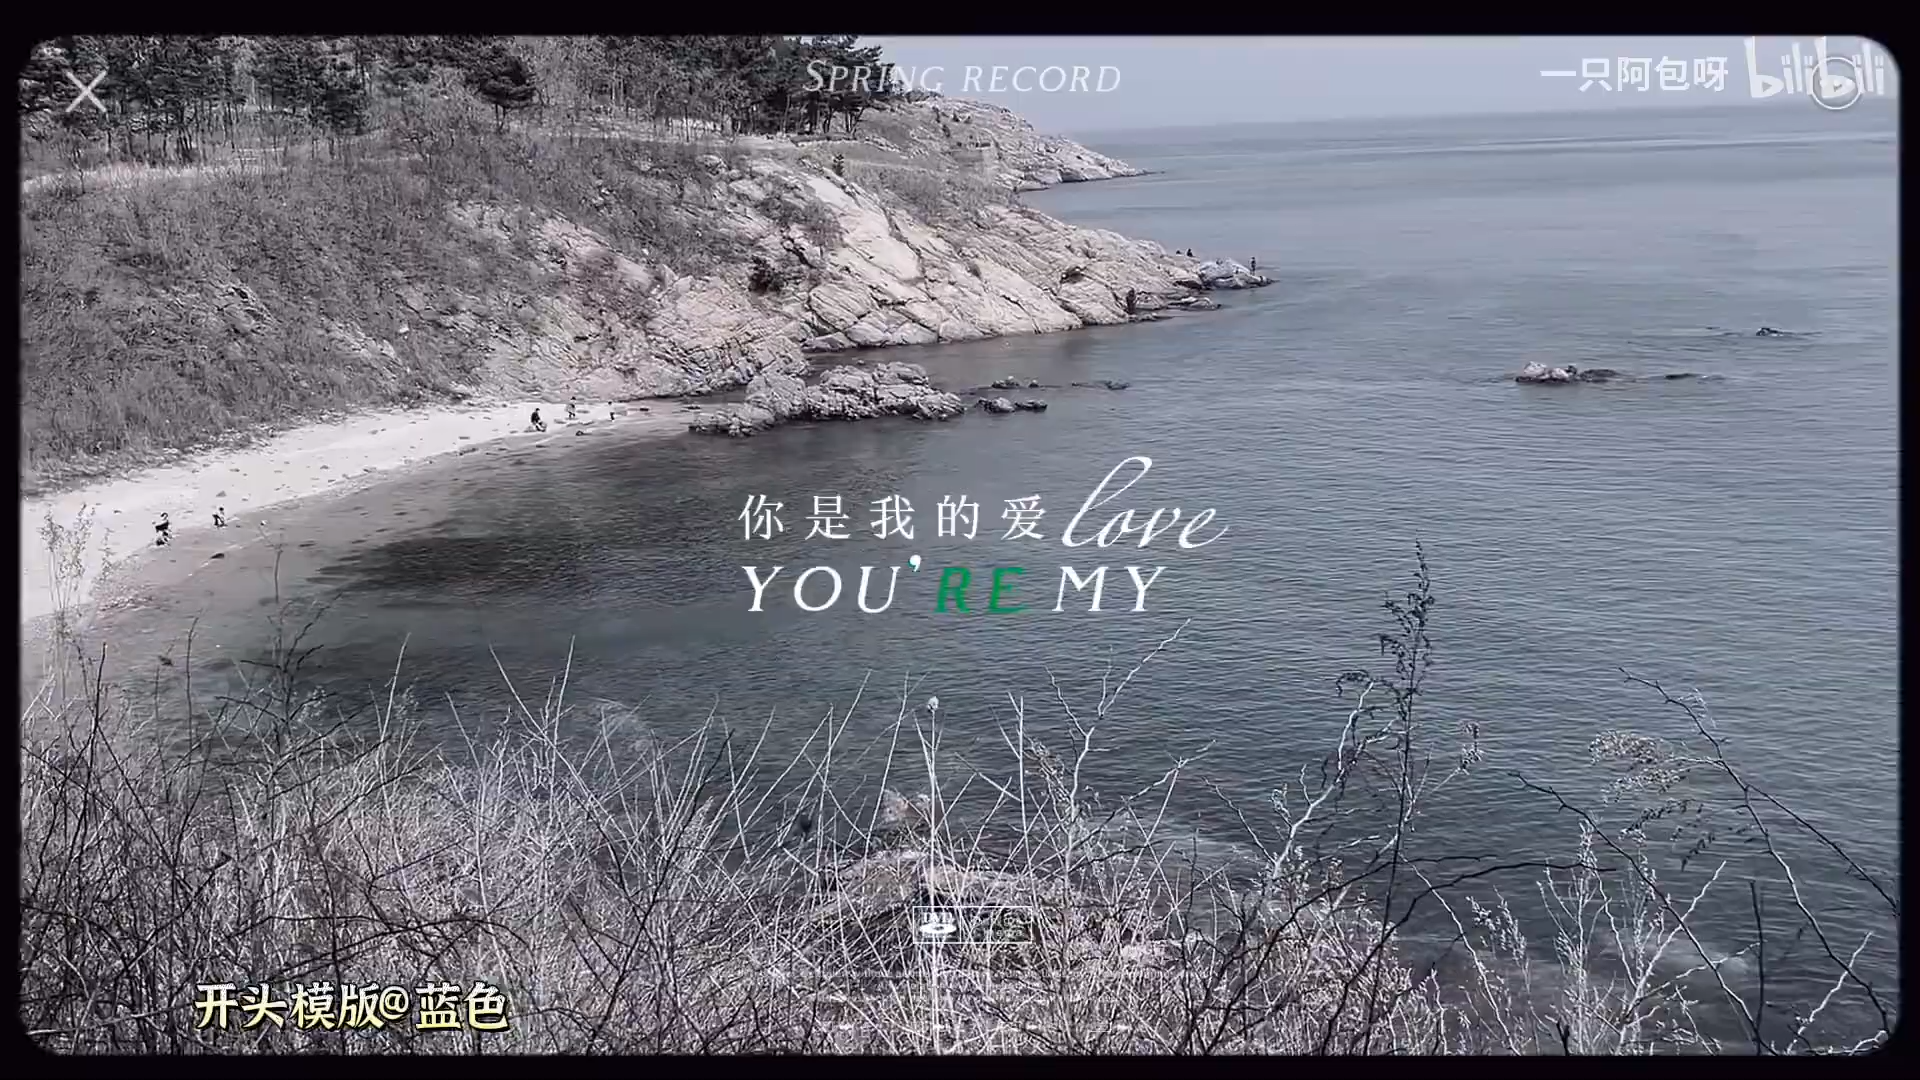 SPRING RECORD
一只阿包呀 bilibili
你是我的爱 love
YOU'RE MY
DVD
开头模版@蓝色